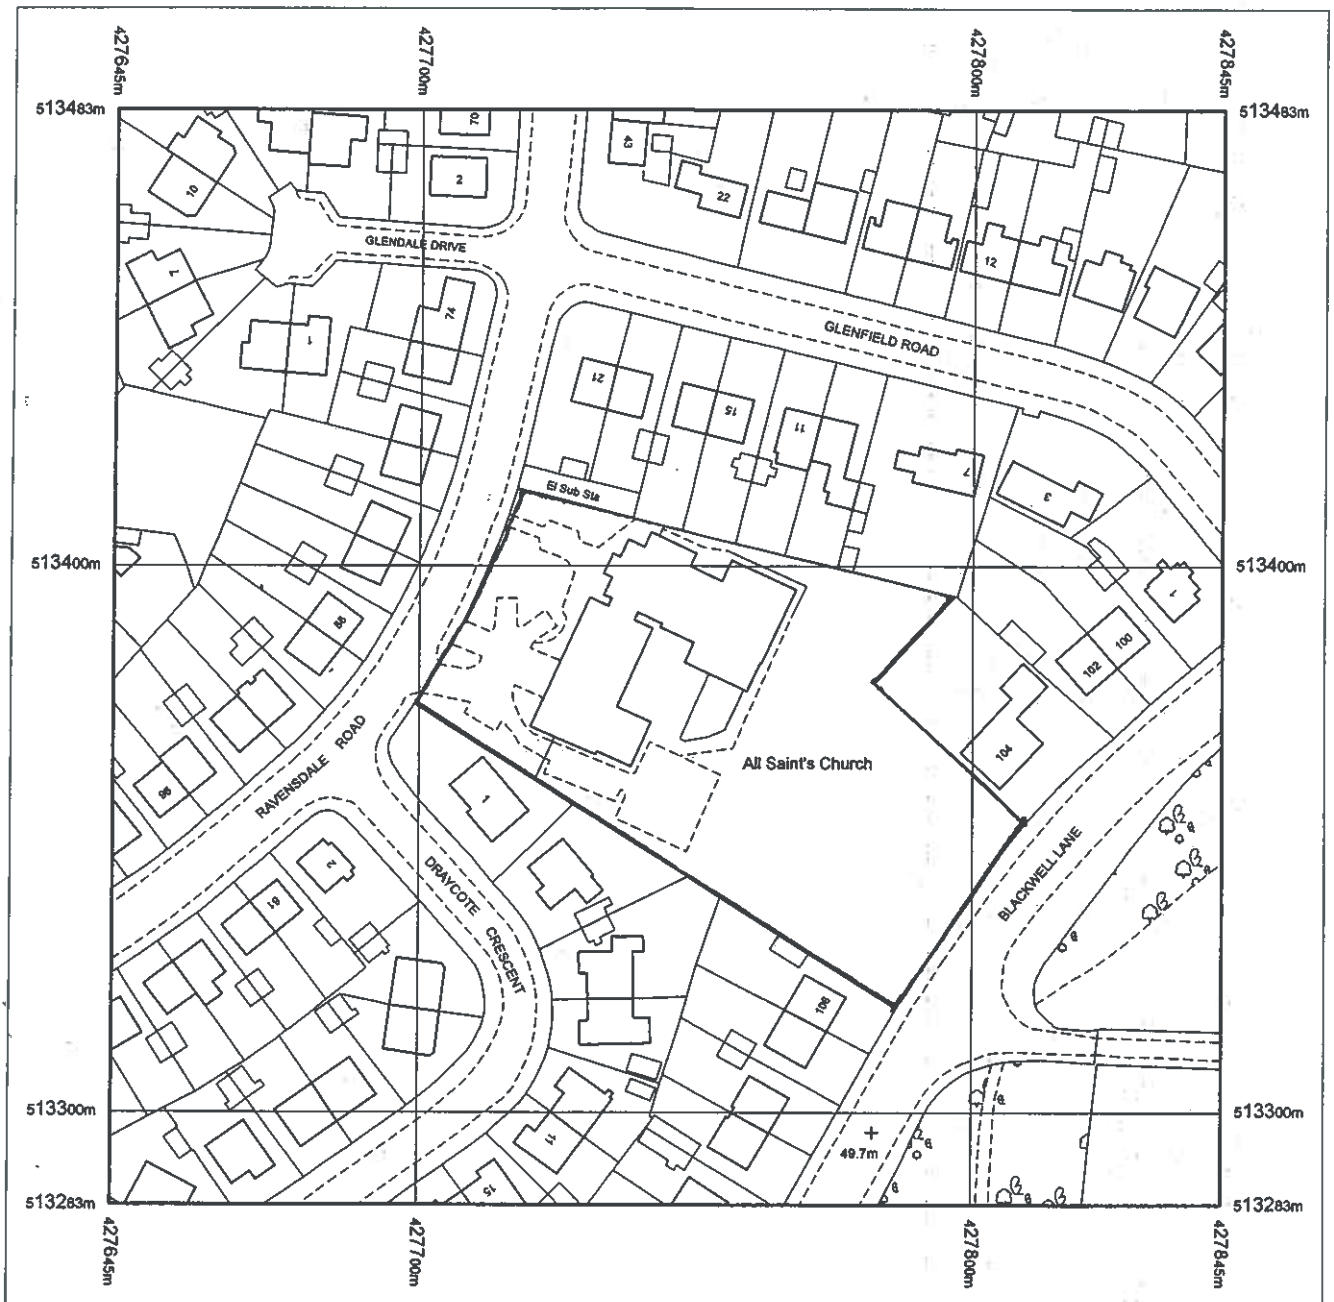 427645m
427700m
427800m
427845m
513483m
513483m
70
43
2
10
22
GLENDALE DRIVE
12
7
74
1
GLENFIELD ROAD
21
15
11
7
3
El Sub Sta
513400m
513400m
1
88
100
102
RAVENSDALE ROAD
104
All Saint's Church
96
1
2
DRAYCOTE CRESCENT
BLACKWELL LANE
81
106
513300m
513300m
11
49.7m
15
513283m
513283m
427645m
427700m
427800m
427845m